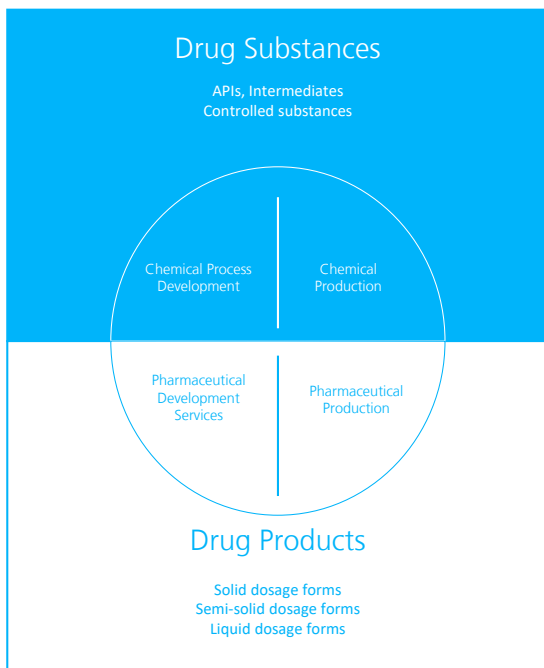 Drug Substances
APIs, Intermediates
Controlled substances
Chemical Process
Development
Chemical
Production
Pharmaceutical
Development
Services
Pharmaceutical
Production
Drug Products
Solid dosage forms
Semi-solid dosage forms
Liquid dosage forms